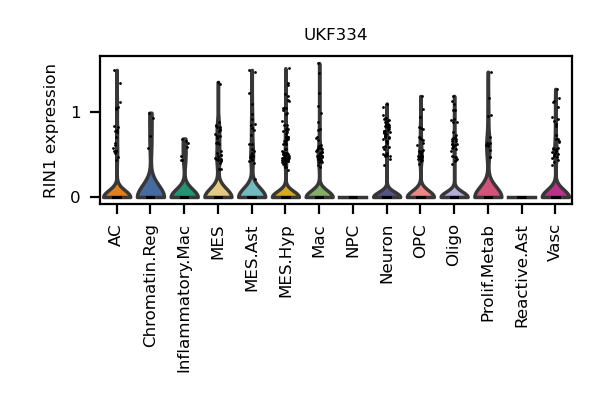 UKF334
RIN1 expression
1
0
AC
Chromatin.Reg
Inflammatory.Mac
MES
MES.Ast
MES.Hyp
Mac
NPC
Neuron
OPC
Oligo
Prolif.Metab
Reactive.Ast
Vasc